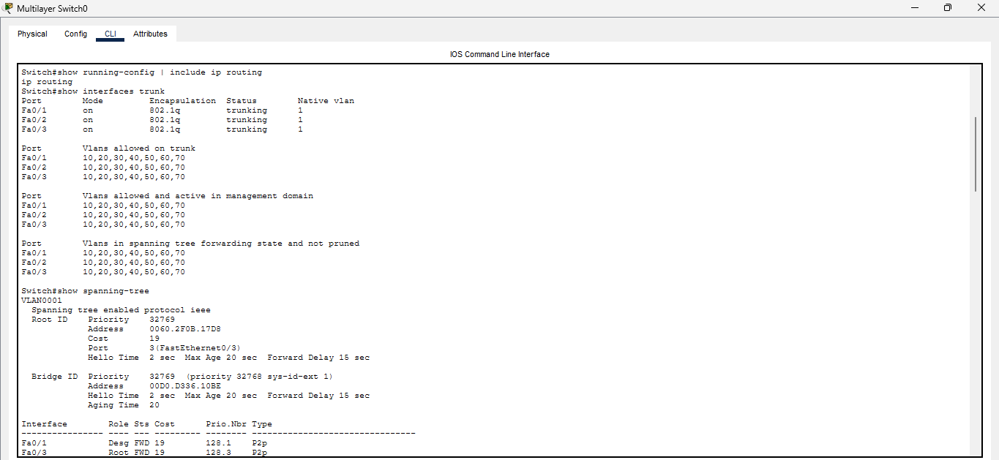 Multilayer Switch0
Physical Config CLI Attributes
IOS Command Line Interface
Switch#show running-config | include ip routing
ip routing
Switch#show interfaces trunk
Port Mode Encapsulation Status Native vlan
Fa0/1 on 802.1q trunking 1
Fa0/2 on 802.1q trunking 1
Fa0/3 on 802.1q trunking 1
Port Vlans allowed on trunk
Fa0/1 10,20,30,40,50,60,70
Fa0/2 10,20,30,40,50,60,70
Fa0/3 10,20,30,40,50,60,70
Port Vlans allowed and active in management domain
Fa0/1 10,20,30,40,50,60,70
Fa0/2 10,20,30,40,50,60,70
Fa0/3 10,20,30,40,50,60,70
Port Vlans in spanning tree forwarding state and not pruned
Fa0/1 10,20,30,40,50,60,70
Fa0/2 10,20,30,40,50,60,70
Fa0/3 10,20,30,40,50,60,70
Switch#show spanning-tree
VLAN0001
Spanning tree enabled protocol ieee
Root ID Priority 32769
Address 0060.2F0B.17D8
Cost 19
Port 3(FastEthernet0/3)
Hello Time 2 sec Max Age 20 sec Forward Delay 15 sec
Bridge ID Priority 32769 (priority 32768 sys-id-ext 1)
Address 00D0.D336.10BE
Hello Time 2 sec Max Age 20 sec Forward Delay 15 sec
Aging Time 20
Interface Role Sts Cost Prio.Nbr Type
---------------- ---- --- --------- -------- --------------------------------
Fa0/1 Desg FWD 19 128.1 P2p
Fa0/3 Root FWD 19 128.3 P2p